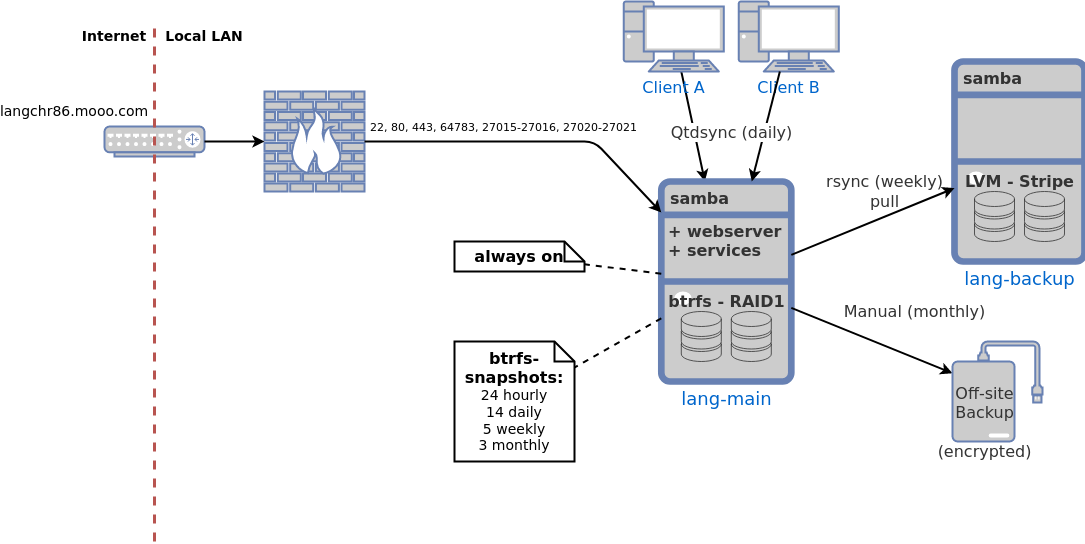 Internet
Local LAN
langchr86.mooo.com
22, 80, 443, 64783, 27015-27016, 27020-27021
Client A
Client B
Qtdsync (daily)
samba
+ webserver
+ services
btrfs - RAID1
lang-main
always on
btrfs-
snapshots:
24 hourly
14 daily
5 weekly
3 monthly
rsync (weekly)
pull
samba
LVM - Stripe
lang-backup
Manual (monthly)
Off-site
Backup
(encrypted)